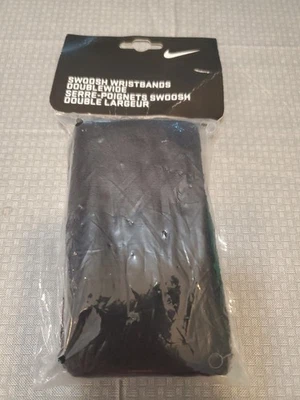 SWOOSH WRISTBANDS
DOUBLEWIDE
SERRE-POIGNETS SWOOSH
DOUBLE LARGEUR